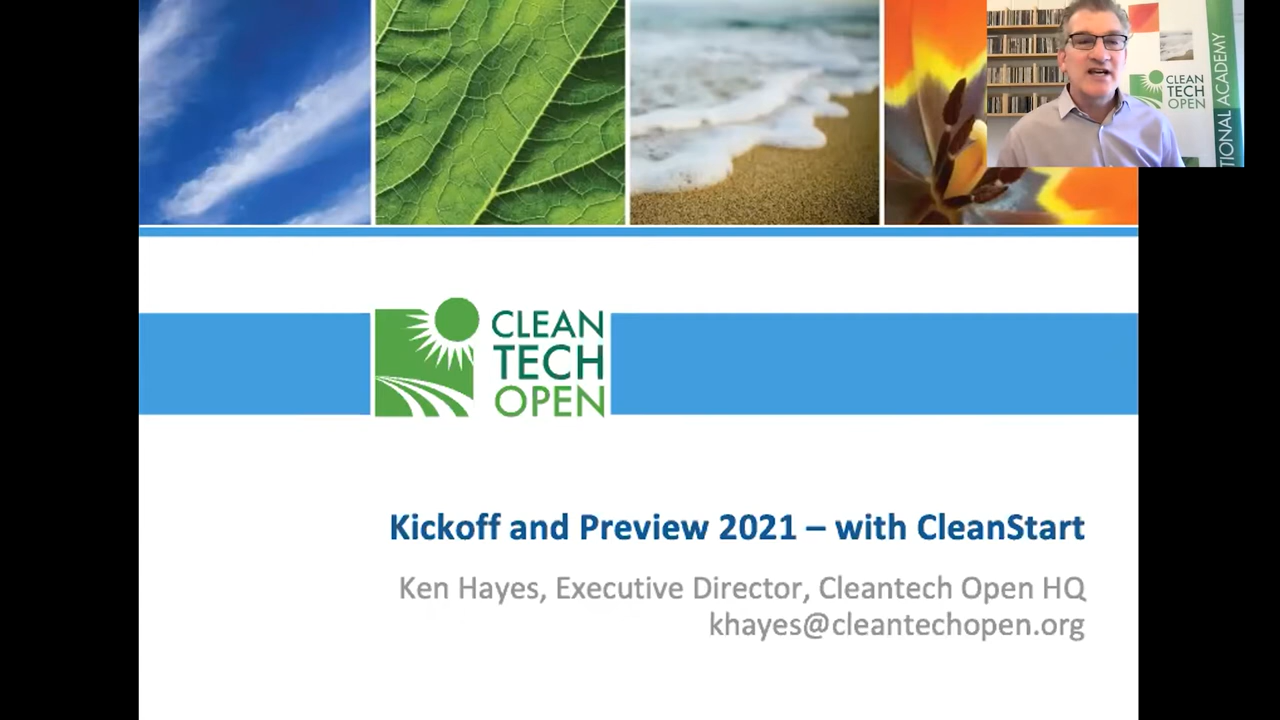 CLEAN
TECH
OPEN
TIONAL ACADEMY
CLEAN
TECH
OPEN
Kickoff and Preview 2021 – with CleanStart
Ken Hayes, Executive Director, Cleantech Open HQ
khayes@cleantechopen.org